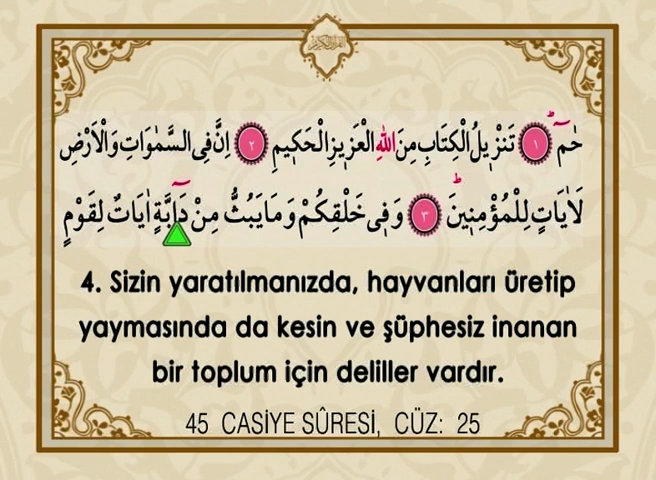 حٰمٓ ۚ ﴿١﴾ تَنْز۪يلُ الْكِتَابِ مِنَ اللّٰهِ الْعَز۪يزِ الْحَك۪يمِ ﴿٢﴾ اِنَّ فِي السَّمٰوَاتِ وَالْاَرْضِ
لَاٰيَاتٍ لِلْمُؤْمِن۪ينَۜ ﴿٣﴾ وَف۪ي خَلْقِكُمْ وَمَا يَبُثُّ مِنْ دَٓابَّةٍ اٰيَاتٌ لِقَوْمٍ
4. Sizin yaratılmanızda, hayvanları üretip
yaymasında da kesin ve şüphesiz inanan
bir toplum için deliller vardır.
45 CASİYE SÛRESİ, CÜZ: 25